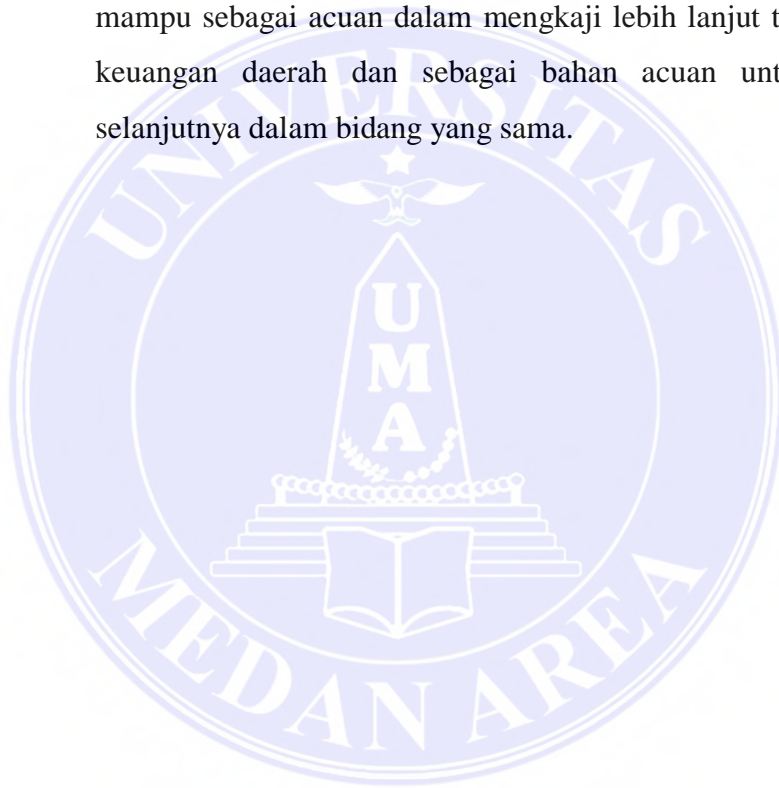 mampu sebagai acuan dalam mengkaji lebih lanjut t
keuangan daerah dan sebagai bahan acuan unt
selanjutnya dalam bidang yang sama.
UNIVERSITAS
UMA
MEDAN AREA